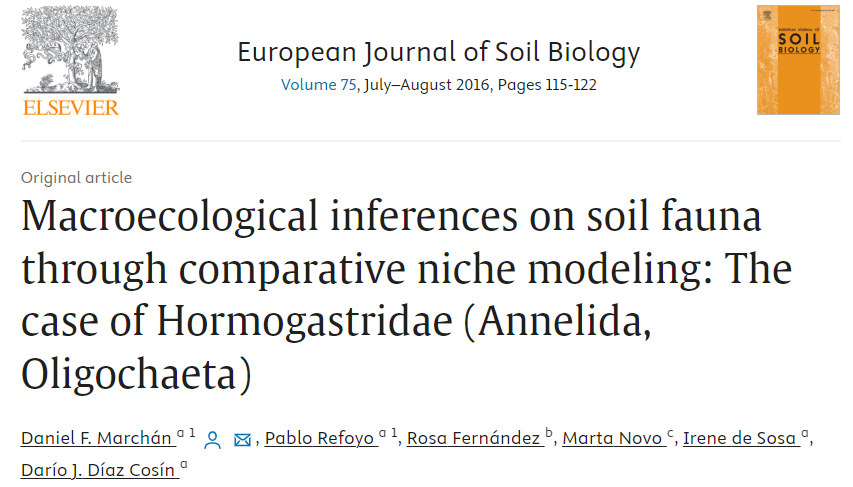 ELSEVIER
European Journal of Soil Biology
Volume 75, July–August 2016, Pages 115-122
EUROPEAN JOURNAL OF
SOIL
BIOLOGY
Original article
Macroecological inferences on soil fauna
through comparative niche modeling: The
case of Hormogastridae (Annelida,
Oligochaeta)
Daniel F. Marchán a 1 , Pablo Refoyo a 1, Rosa Fernández b, Marta Novo c, Irene de Sosa a,
Darío J. Díaz Cosín a